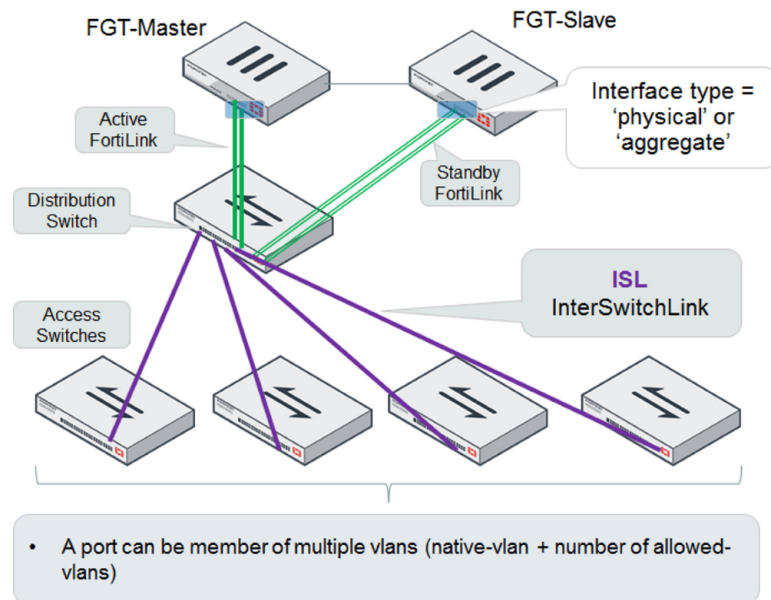 FGT-Master
FGT-Slave
Interface type =
‘physical’ or
‘aggregate’
Active
FortiLink
Standby
FortiLink
Distribution
Switch
ISL
InterSwitchLink
Access
Switches
• A port can be member of multiple vlans (native-vlan + number of allowed-
vlans)